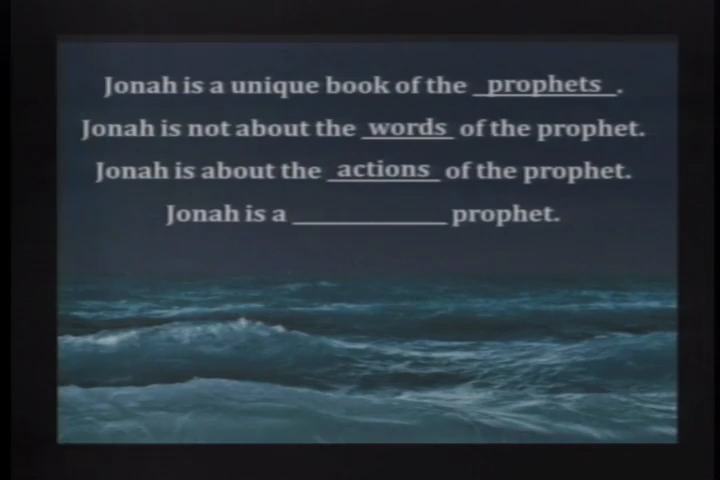 Jonah is a unique book of the prophets.
Jonah is not about the words of the prophet.
Jonah is about the actions of the prophet.
Jonah is a ____________ prophet.